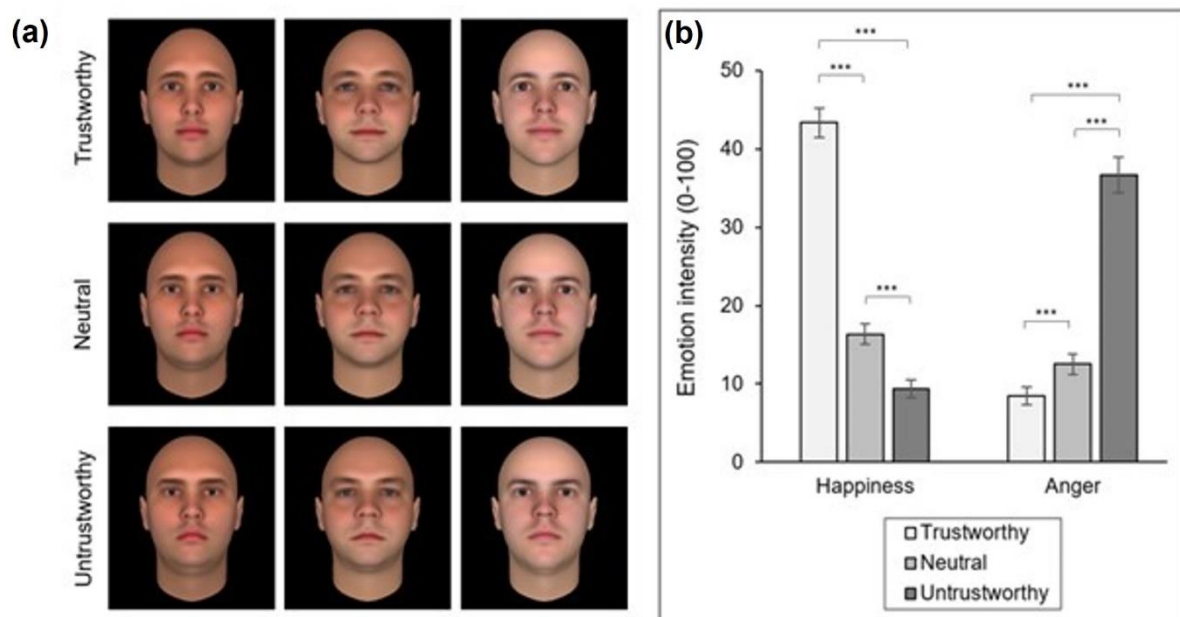 (a)
Trustworthy
Neutral
Untrustworthy
(b)
Emotion intensity (0-100)
50
40
30
20
10
0
***
***
***
***
***
***
Happiness
Anger
Trustworthy
Neutral
Untrustworthy